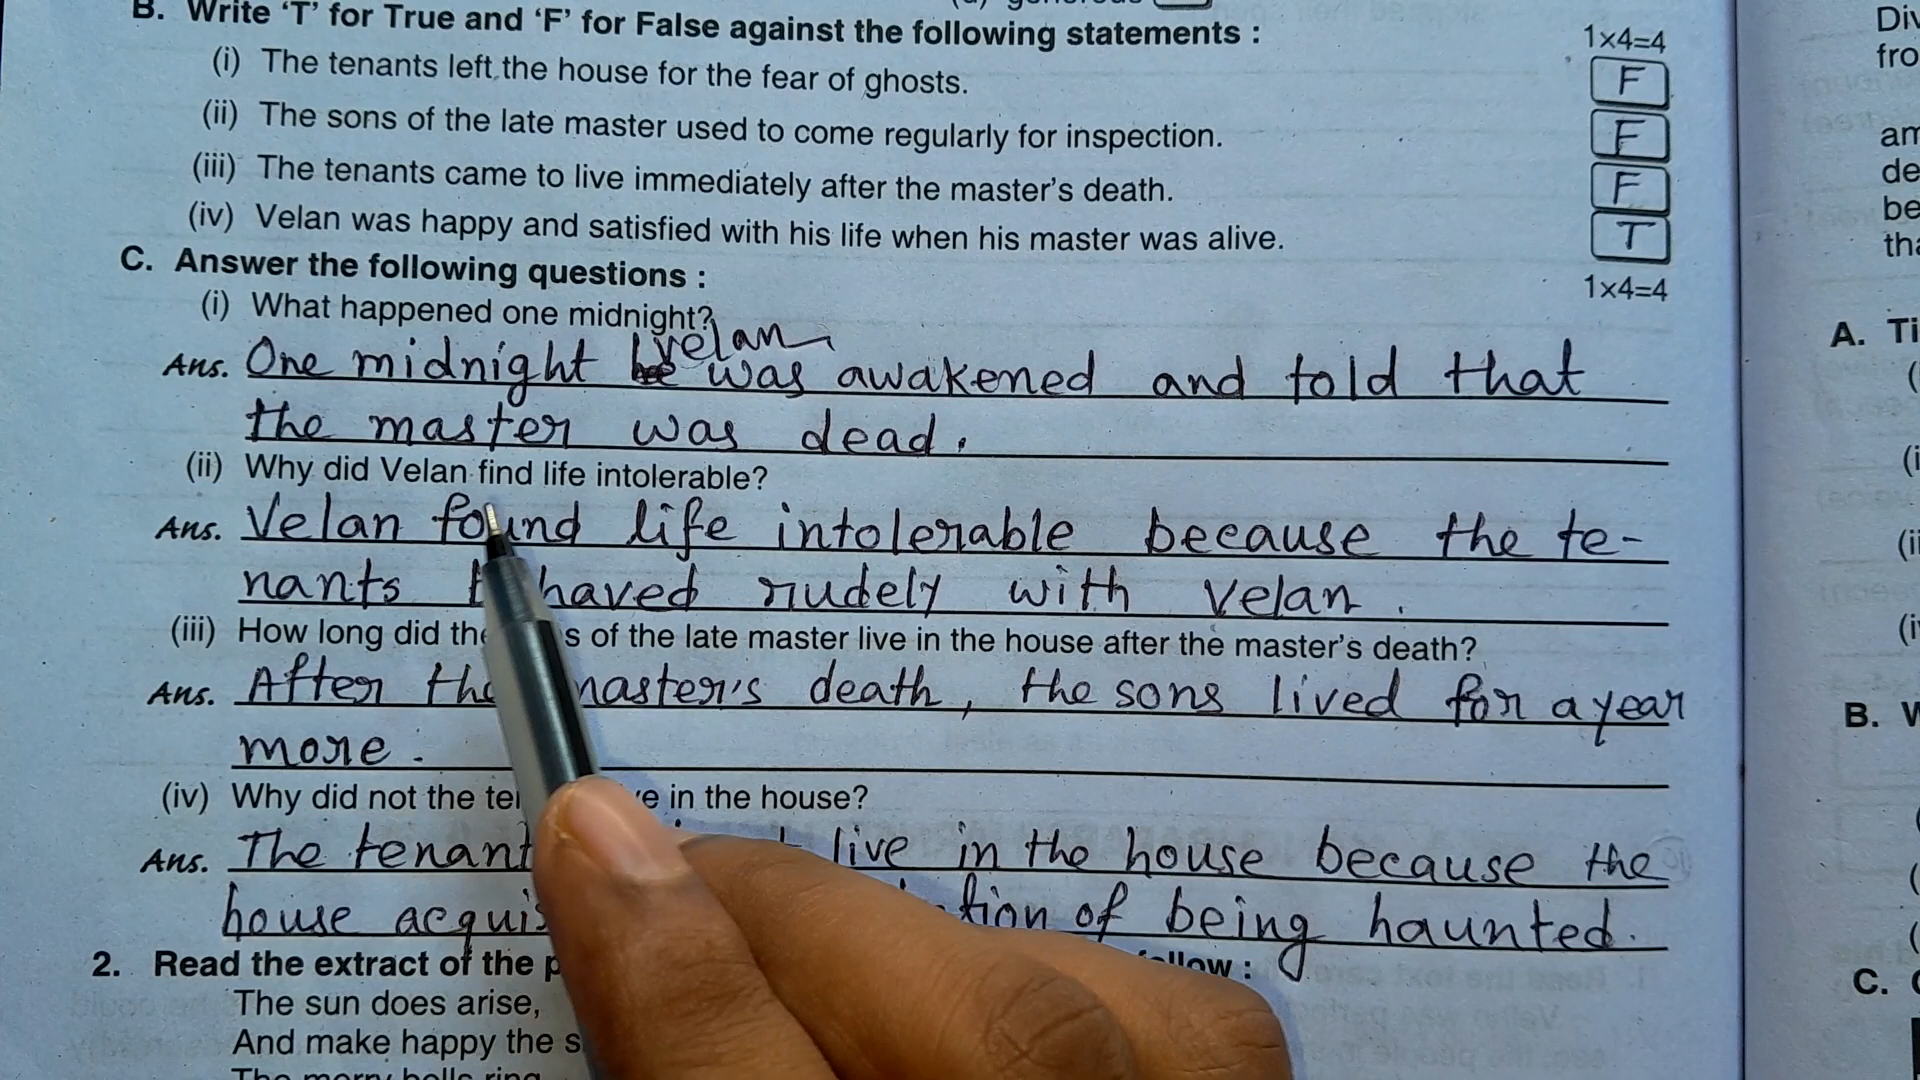 B. Write ‘T’ for True and ‘F’ for False against the following statements : 1×4=4
(i) The tenants left the house for the fear of ghosts. F
(ii) The sons of the late master used to come regularly for inspection. F
(iii) The tenants came to live immediately after the master’s death. F
(iv) Velan was happy and satisfied with his life when his master was alive. T
C. Answer the following questions : 1×4=4
(i) What happened one midnight?
Ans. One midnight velan was awakened and told that
the master was dead.
(ii) Why did Velan find life intolerable?
Ans. Velan found life intolerable because the te-
nants haved rudely with velan.
(iii) How long did the s of the late master live in the house after the master’s death?
Ans. After the master's death, the sons lived for a year
more.
(iv) Why did not the in the house?
Ans. The tenant live in the house because the
house of being haunted.
2. Read the extract of the :
The sun does arise,
And make happy the
The merry bells ring
Div
fro
am
de
be
tha
A. Ti
B.
C.